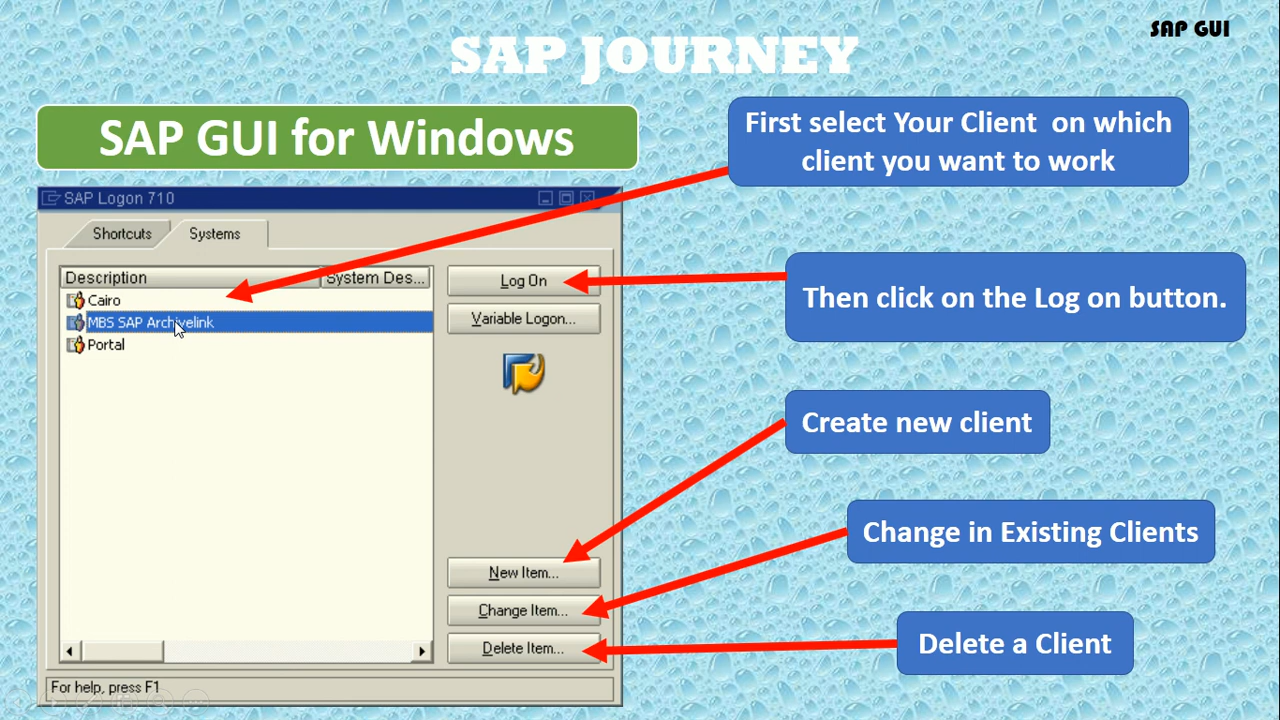 SAP GUI
SAP JOURNEY
SAP GUI for Windows
First select Your Client on which
client you want to work
SAP Logon 710
Shortcuts
Systems
Description
System Des...
Log On
Then click on the Log on button.
Cairo
MBS SAP Archivelink
Variable Logon...
Portal
Create new client
Change in Existing Clients
New Item...
Change Item...
Delete Item...
Delete a Client
For help, press F1